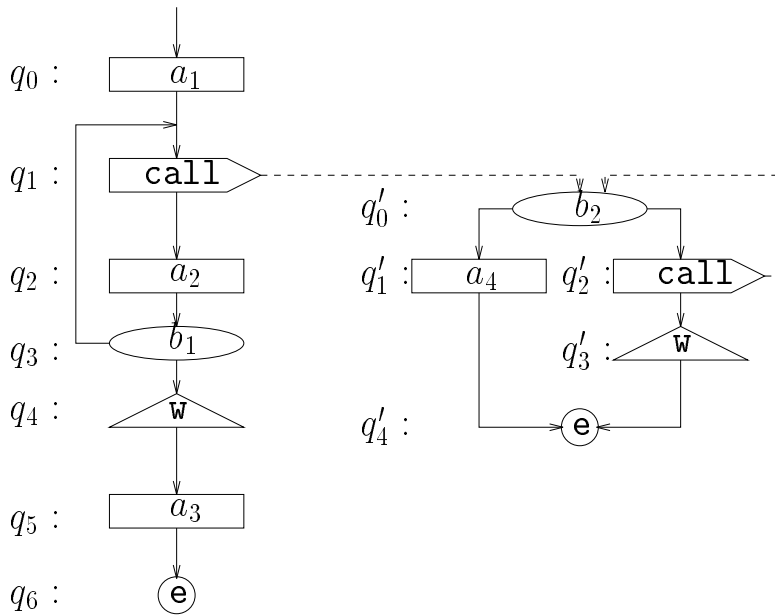 q₀ : a₁
q₁ : call
q₀′ : b₂
q₂ : a₂
q₁′ : a₄
q₂′ : call
q₃ : b₁
q₃′ : w
q₄ : w
q₄′ : e
q₅ : a₃
q₆ : e